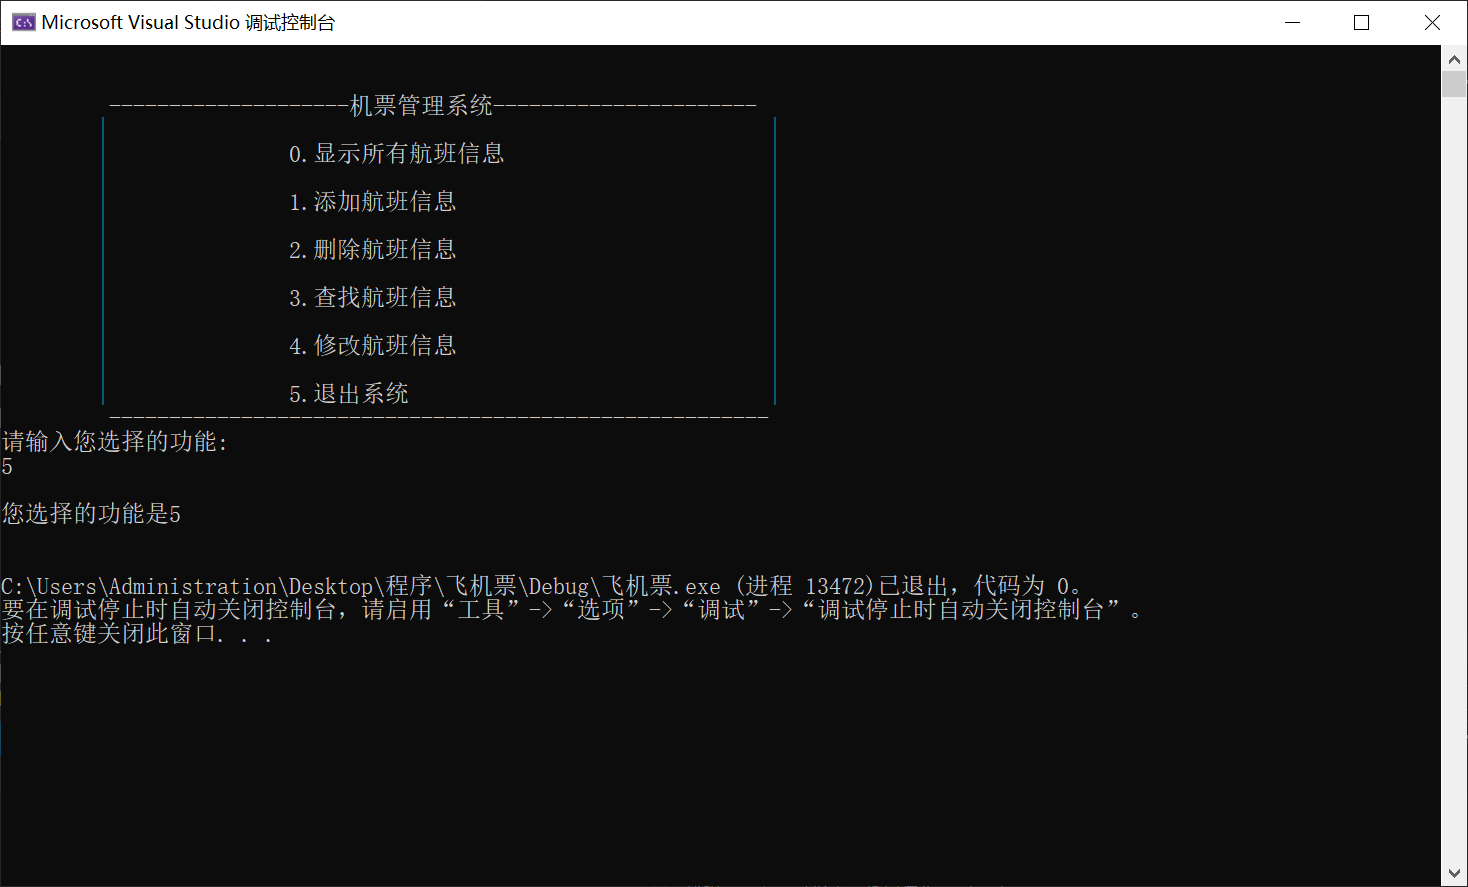 Microsoft Visual Studio 调试控制台
--------------------机票管理系统----------------------
0.显示所有航班信息
1.添加航班信息
2.删除航班信息
3.查找航班信息
4.修改航班信息
5.退出系统
-------------------------------------------------------
请输入您选择的功能:
5
您选择的功能是5
C:\Users\Administration\Desktop\程序\飞机票\Debug\飞机票.exe (进程 13472)已退出，代码为 0。
要在调试停止时自动关闭控制台，请启用“工具”->“选项”->“调试”->“调试停止时自动关闭控制台”。
按任意键关闭此窗口. . .